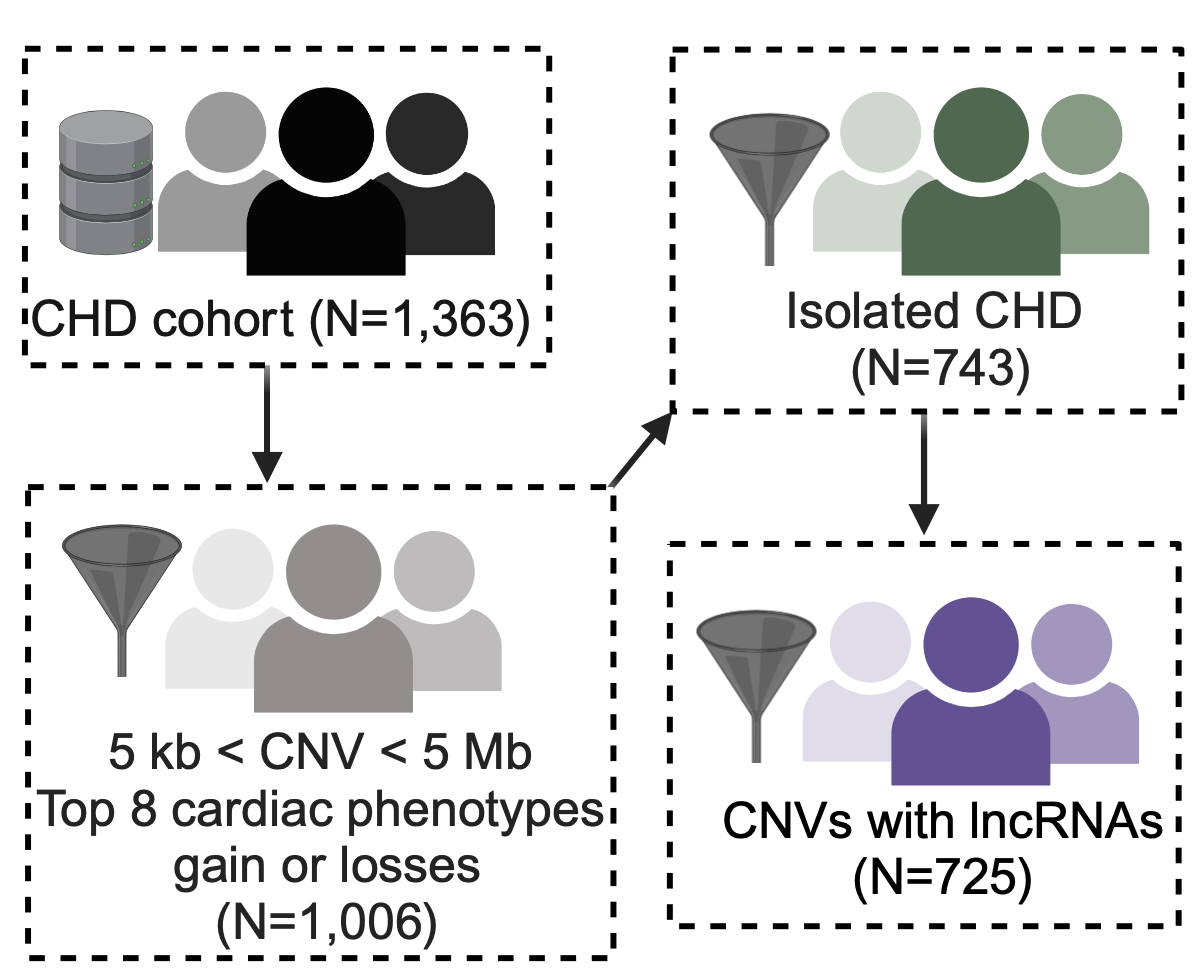 CHD cohort (N=1,363)
5 kb < CNV < 5 Mb
Top 8 cardiac phenotypes
gain or losses
(N=1,006)
Isolated CHD
(N=743)
CNVs with lncRNAs
(N=725)